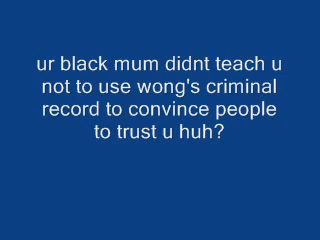 ur black mum didnt teach u
not to use wong's criminal
record to convince people
to trust u huh?